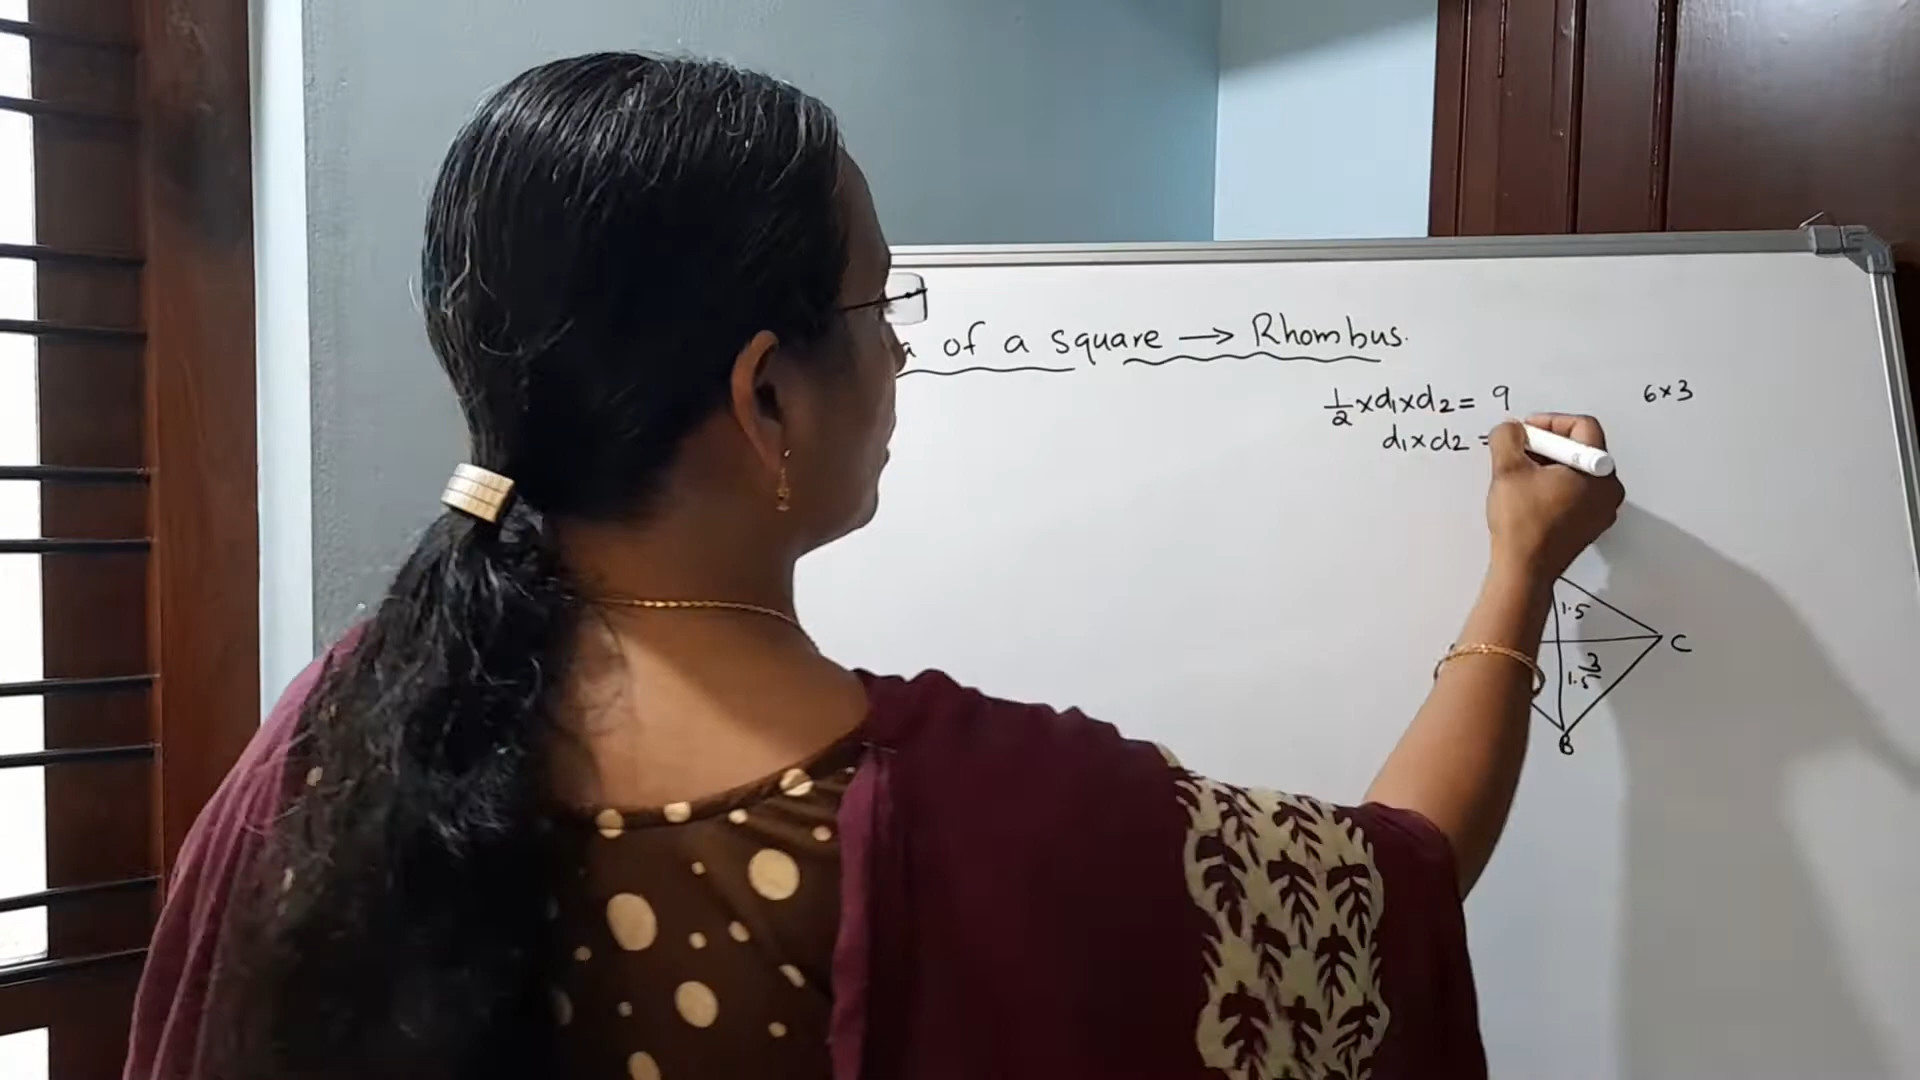 of a square → Rhombus.
1/2 × d₁ × d₂ = 9
6 × 3
d₁ × d₂ =
1.5
C
3
1.5
B